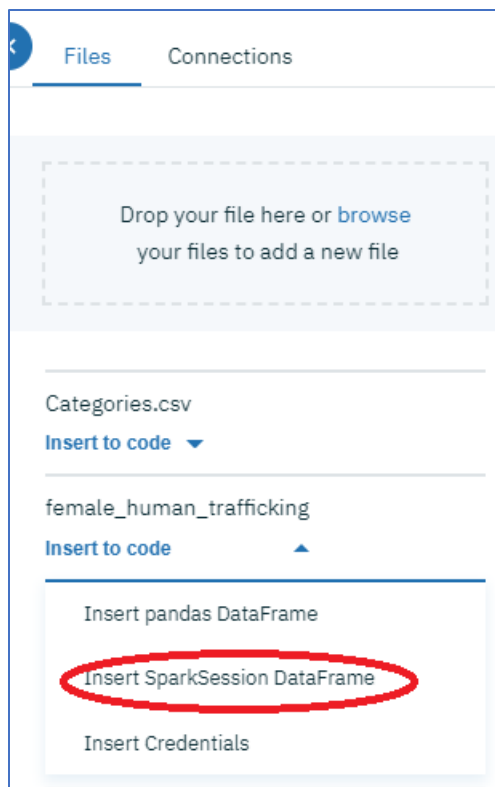 Files Connections
Drop your file here or browse
your files to add a new file
Categories.csv
Insert to code
female_human_trafficking
Insert to code
Insert pandas DataFrame
Insert SparkSession DataFrame
Insert Credentials